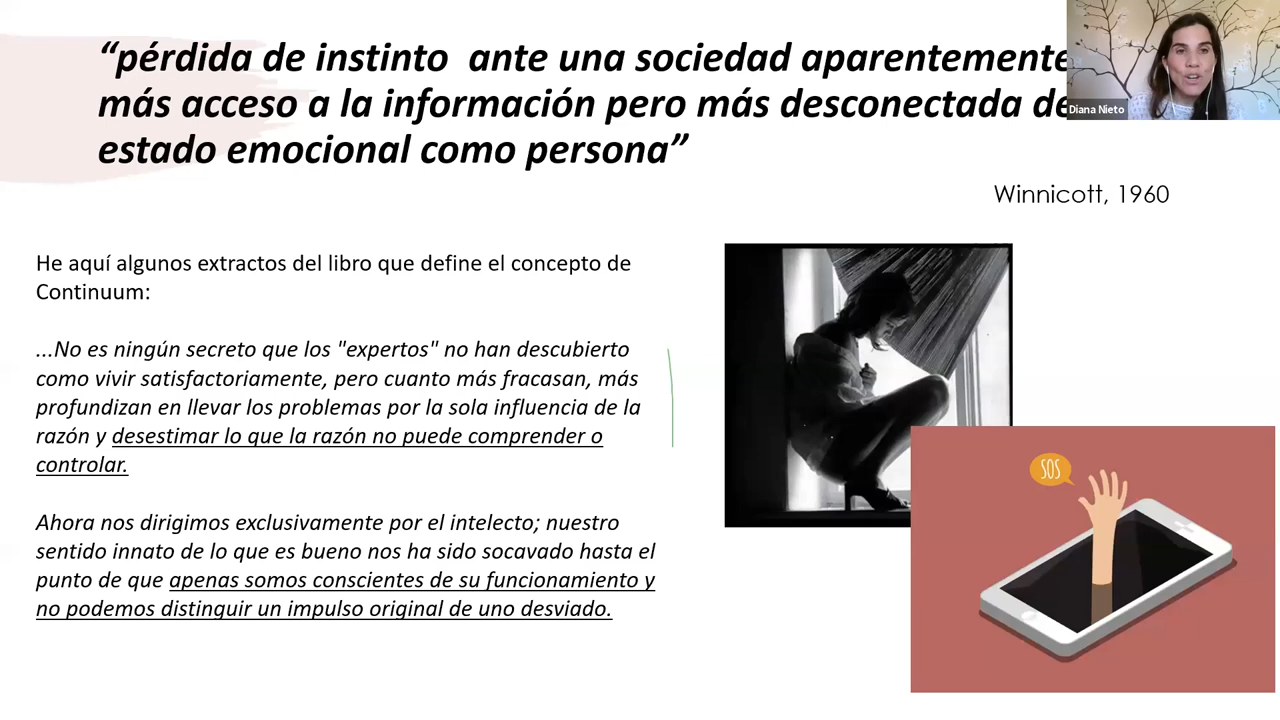 “pérdida de instinto  ante una sociedad aparentemente
más acceso a la información pero más desconectada de
estado emocional como persona”
Diana Nieto
Winnicott, 1960
He aquí algunos extractos del libro que define el concepto de
Continuum:
...No es ningún secreto que los "expertos" no han descubierto
como vivir satisfactoriamente, pero cuanto más fracasan, más
profundizan en llevar los problemas por la sola influencia de la
razón y desestimar lo que la razón no puede comprender o
controlar.
Ahora nos dirigimos exclusivamente por el intelecto; nuestro
sentido innato de lo que es bueno nos ha sido socavado hasta el
punto de que apenas somos conscientes de su funcionamiento y
no podemos distinguir un impulso original de uno desviado.
SOS